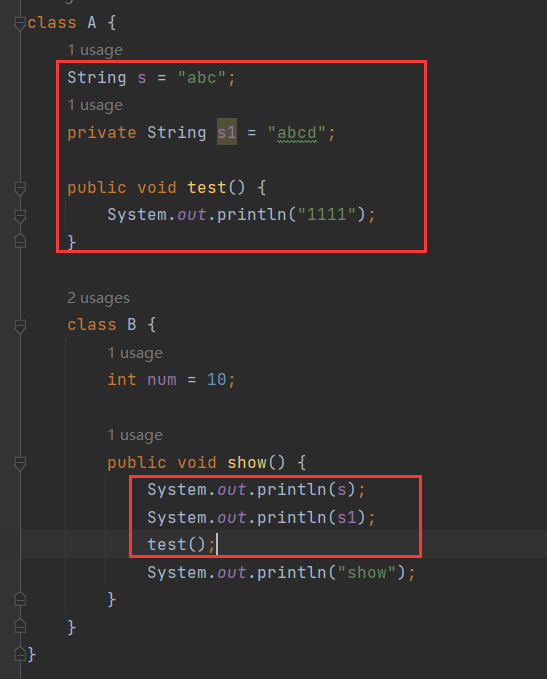 class A {
1 usage
String s = "abc";
1 usage
private String s1 = "abcd";
public void test() {
System.out.println("1111");
}
2 usages
class B {
1 usage
int num = 10;
1 usage
public void show() {
System.out.println(s);
System.out.println(s1);
test();
System.out.println("show");
}
}
}